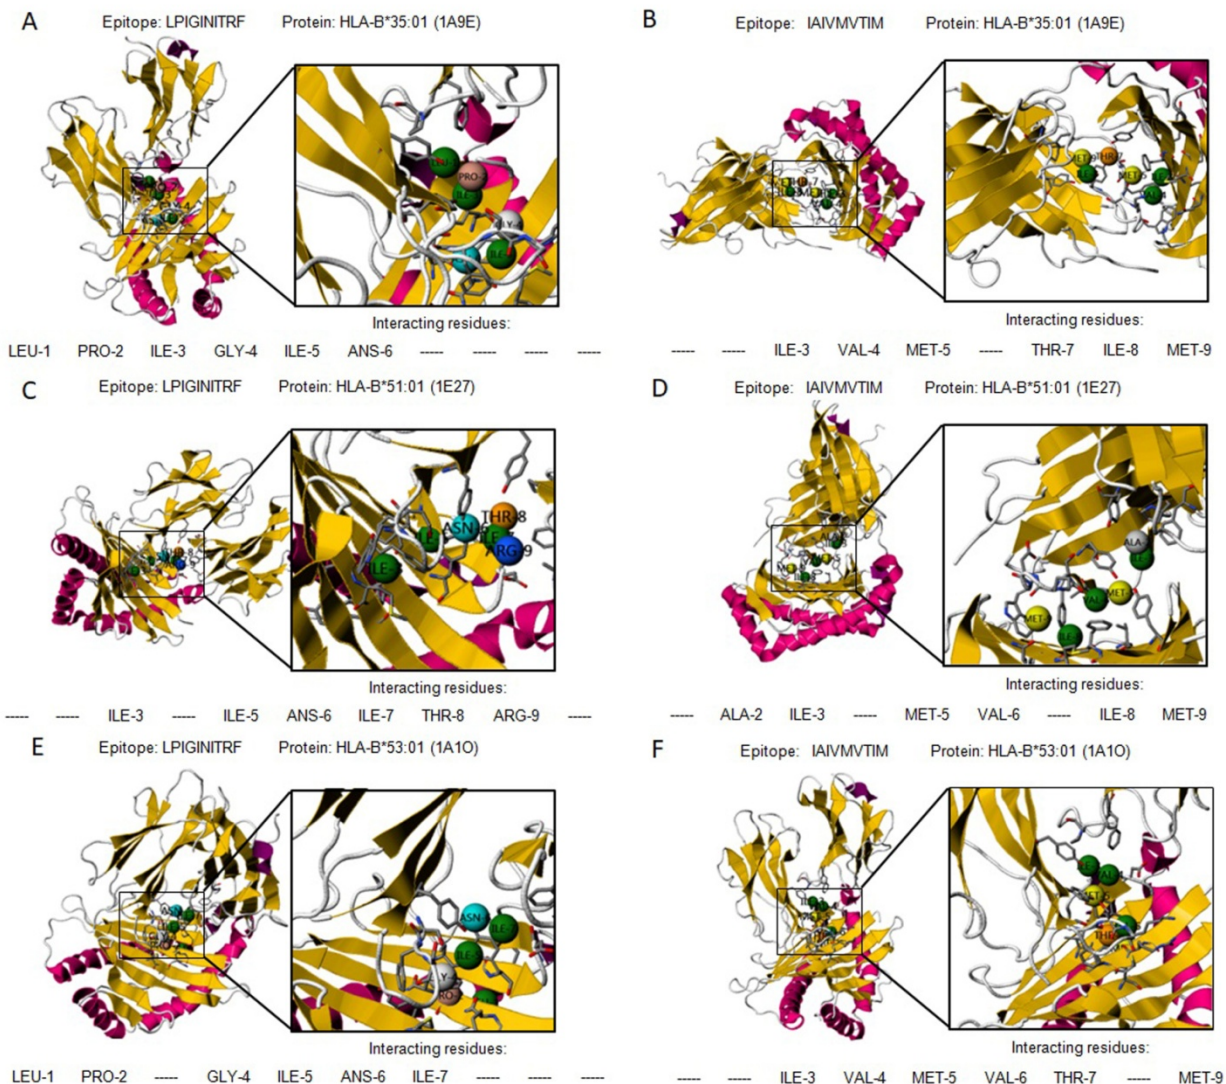 A
Epitope: LPIGINITRF Protein: HLA-B*35:01 (1A9E)
PRO-2
Interacting residues:
LEU-1 PRO-2 ILE-3 GLY-4 ILE-5 ANS-6 ----- ----- ----- -----
B
Epitope: IAIVMVTIM Protein: HLA-B*35:01 (1A9E)
Interacting residues:
----- ----- ILE-3 VAL-4 MET-5 ----- THR-7 ILE-8 MET-9
C
Epitope: LPIGINITRF Protein: HLA-B*51:01 (1E27)
THR-8
ARG-9
Interacting residues:
----- ----- ILE-3 ----- ILE-5 ANS-6 ILE-7 THR-8 ARG-9 -----
D
Epitope: IAIVMVTIM Protein: HLA-B*51:01 (1E27)
Interacting residues:
----- ALA-2 ILE-3 ----- MET-5 VAL-6 ----- ILE-8 MET-9
E
Epitope: LPIGINITRF Protein: HLA-B*53:01 (1A1O)
Interacting residues:
LEU-1 PRO-2 ----- GLY-4 ILE-5 ANS-6 ILE-7 ----- ----- -----
F
Epitope: IAIVMVTIM Protein: HLA-B*53:01 (1A1O)
Interacting residues:
----- ----- ILE-3 VAL-4 MET-5 VAL-6 THR-7 ----- MET-9